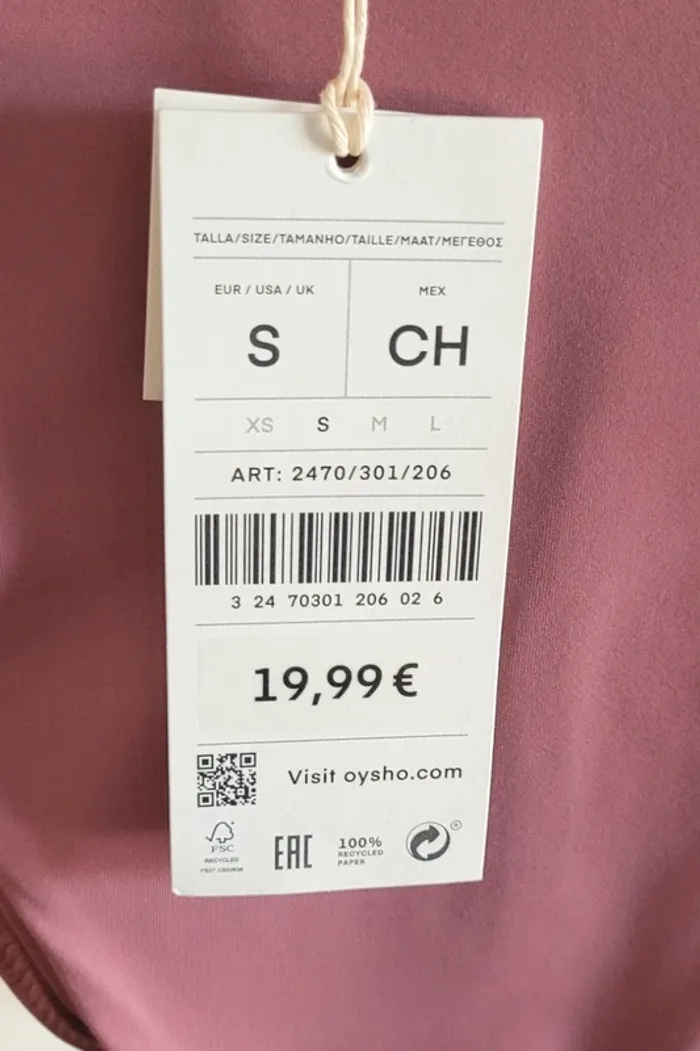 TALLA/SIZE/TAMANHO/TAILLE/MAAT/ΜΕΓΕΘΟΣ
EUR / USA / UK
MEX
S
CH
XS S M L
ART: 2470/301/206
3 24 70301 206 02 6
19,99 €
Visit oysho.com
FSC
RECYCLED
EAC
100%
RECYCLED
PAPER
®